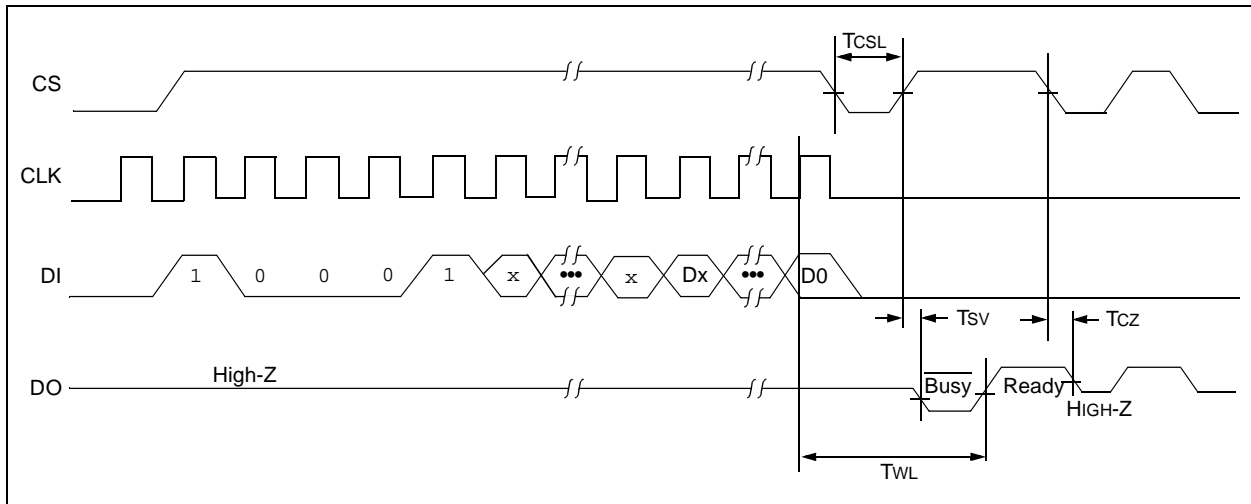 TCSL
CS
CLK
DI 1 0 0 0 1 x ••• x Dx ••• D0
TSV TCZ
DO High-Z Busy Ready HIGH-Z
TWL